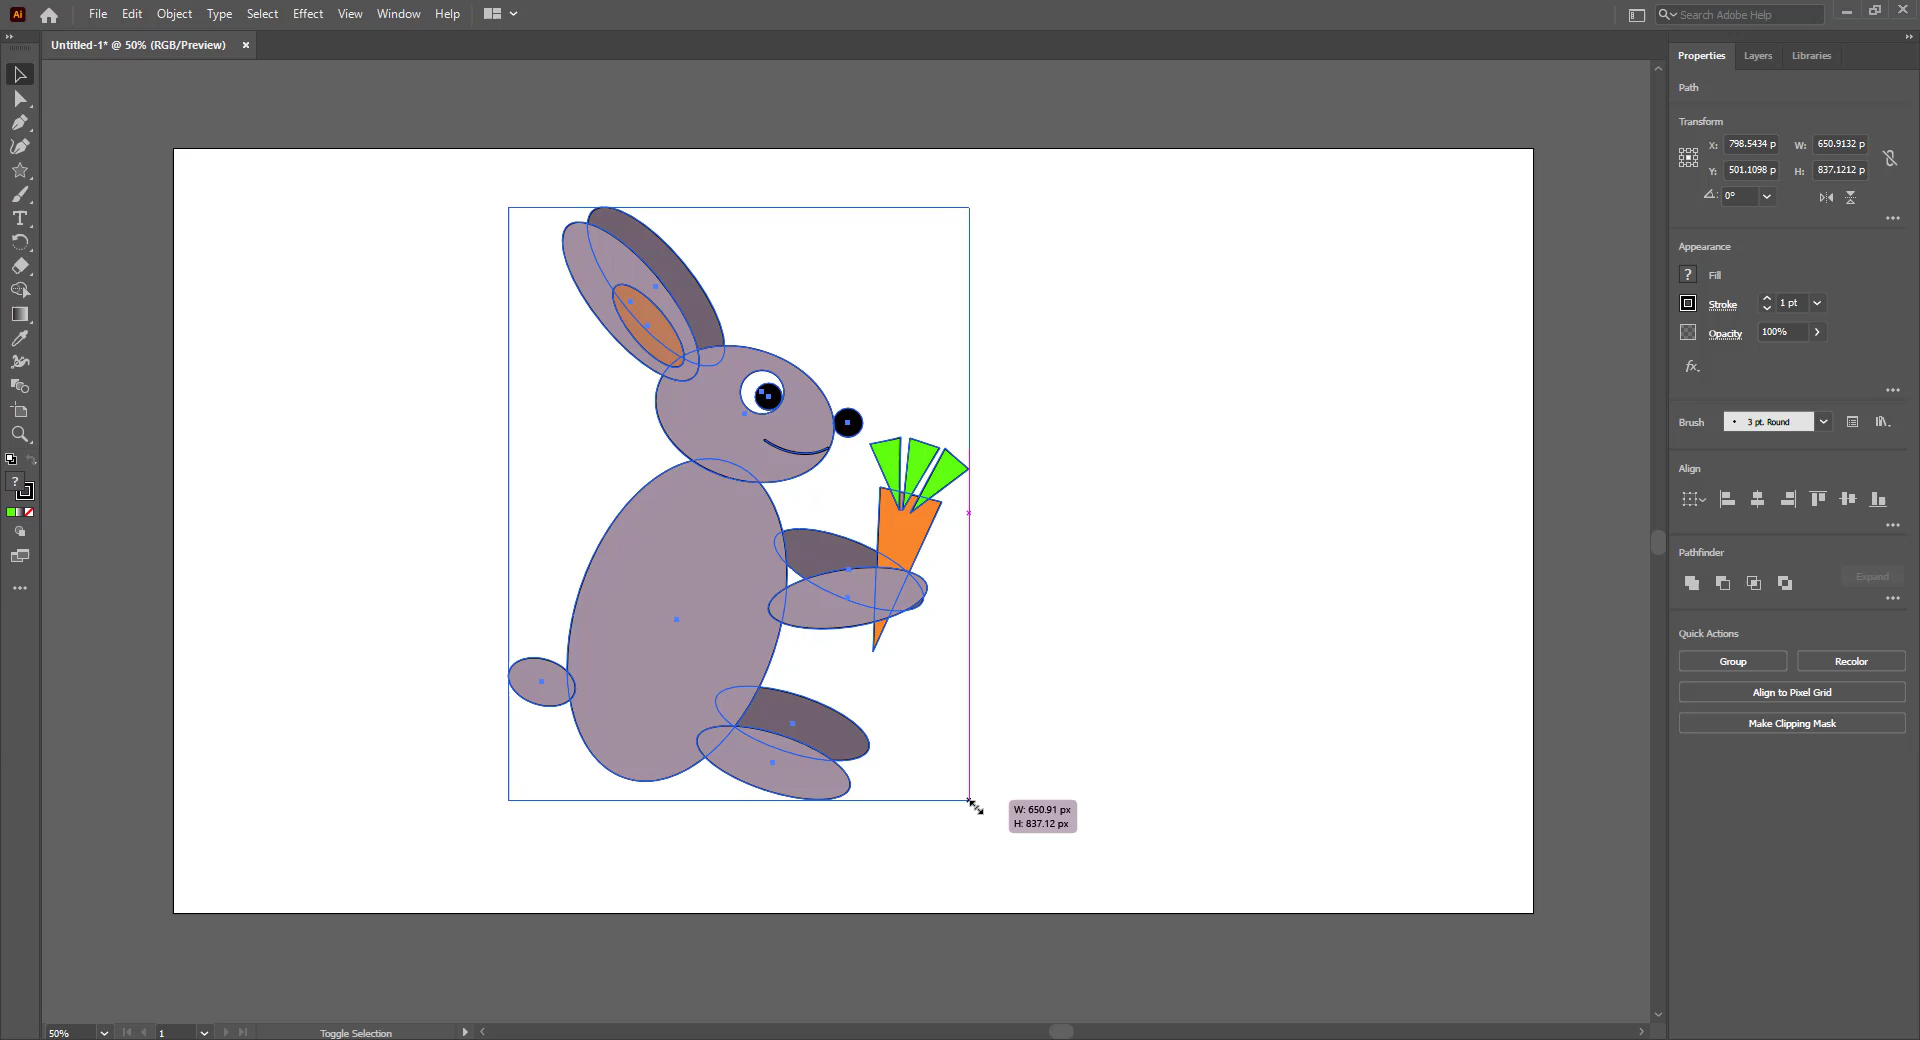 Ai File Edit Object Type Select Effect View Window Help Search Adobe Help
Untitled-1* @ 50% (RGB/Preview) ×
Properties Layers Libraries
Path
Transform
X: 798.5434 p W: 650.9132 p
Y: 501.1098 p H: 837.1212 p
0°
Appearance
? Fill
Stroke 1 pt
Opacity 100%
fx.
Brush 3 pt. Round
Align
Pathfinder
Expand
Quick Actions
Group Recolor
Align to Pixel Grid
Make Clipping Mask
?
W: 650.91 px
H: 837.12 px
50% 1 Toggle Selection